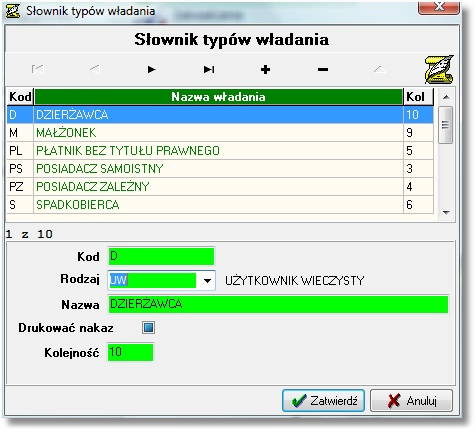 Słownik typów władania
Słownik typów władania
Kod Nazwa władania Kol
D DZIERŻAWCA 10
M MAŁŻONEK 9
PL PŁATNIK BEZ TYTUŁU PRAWNEGO 5
PS POSIADACZ SAMOISTNY 3
PZ POSIADACZ ZALEŻNY 4
S SPADKOBIERCA 6
1 z 10
Kod D
Rodzaj UW UŻYTKOWNIK WIECZYSTY
Nazwa DZIERŻAWCA
Drukować nakaz
Kolejność 10
Zatwierdź Anuluj